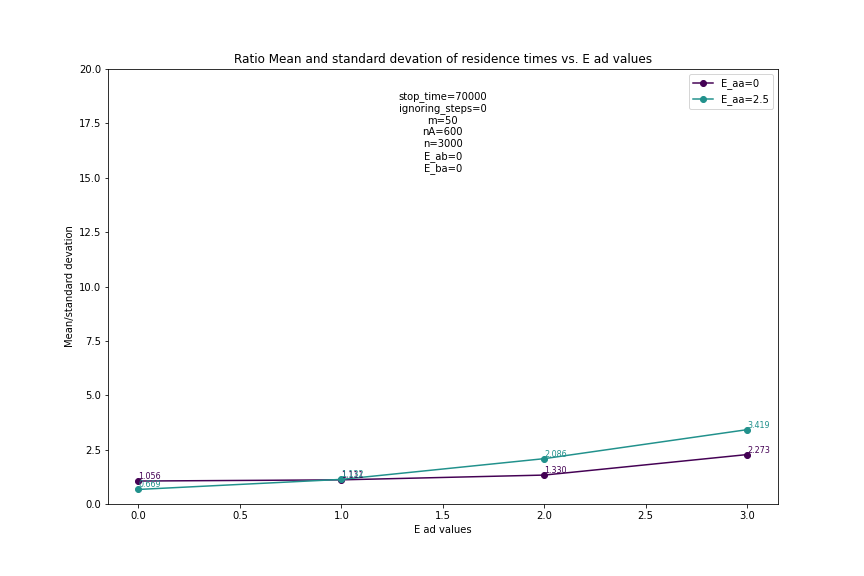 Ratio Mean and standard devation of residence times vs. E ad values
20.0
17.5
15.0
12.5
10.0
7.5
5.0
2.5
0.0
Mean/standard devation
stop_time=70000
ignoring_steps=0
m=50
nA=600
n=3000
E_ab=0
E_ba=0
E_aa=0
E_aa=2.5
1.056
0.669
2.086
1.330
3.419
2.273
0.0
0.5
1.0
1.5
2.0
2.5
3.0
E ad values